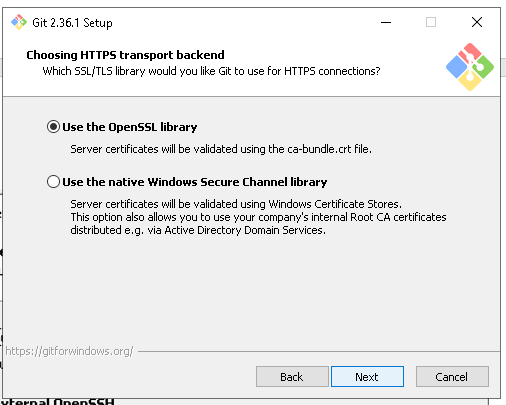 Git 2.36.1 Setup
Choosing HTTPS transport backend
Which SSL/TLS library would you like Git to use for HTTPS connections?
Use the OpenSSL library
Server certificates will be validated using the ca-bundle.crt file.
Use the native Windows Secure Channel library
Server certificates will be validated using Windows Certificate Stores.
This option also allows you to use your company's internal Root CA certificates
distributed e.g. via Active Directory Domain Services.
https://gitforwindows.org/
Back
Next
Cancel
OpenSSH